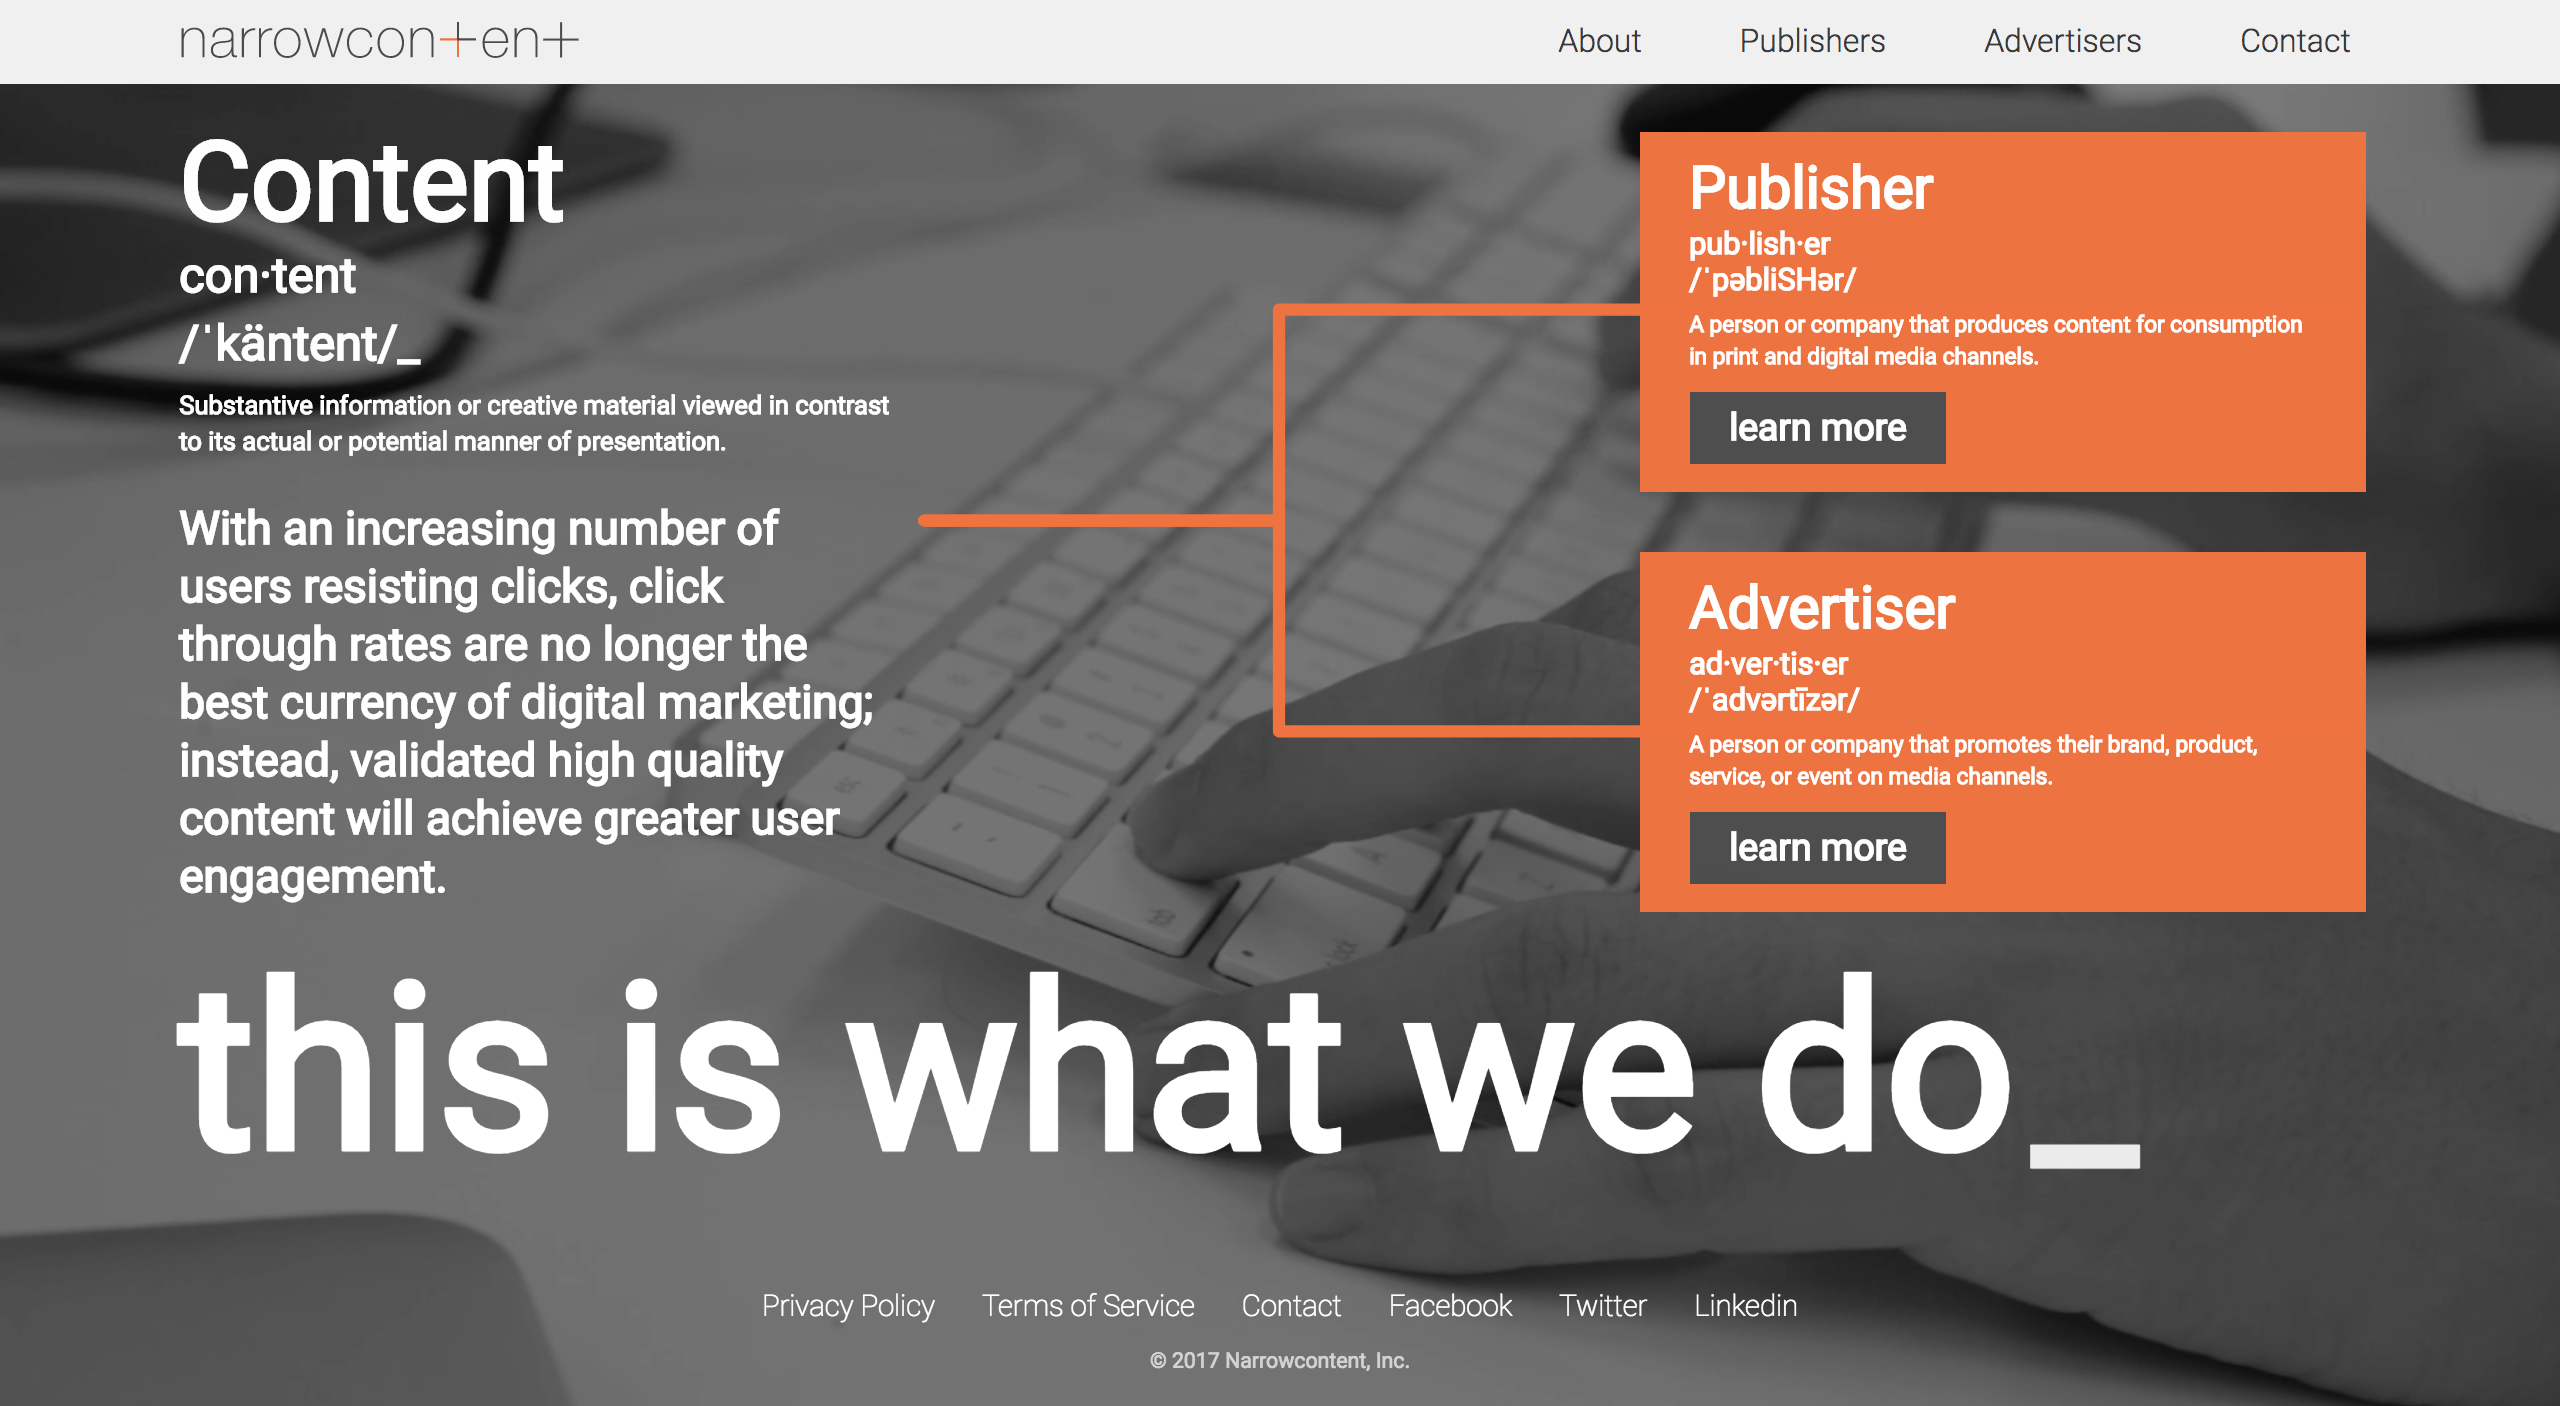 narrowcontent
About
Publishers
Advertisers
Contact
Content
con·tent
/ˈkäntent/_
Substantive information or creative material viewed in contrast
to its actual or potential manner of presentation.
With an increasing number of
users resisting clicks, click
through rates are no longer the
best currency of digital marketing;
instead, validated high quality
content will achieve greater user
engagement.
Publisher
pub·lish·er
/ˈpəbliSHər/
A person or company that produces content for consumption
in print and digital media channels.
learn more
Advertiser
ad·ver·tis·er
/ˈadvərtīzər/
A person or company that promotes their brand, product,
service, or event on media channels.
learn more
this is what we do_
Privacy Policy
Terms of Service
Contact
Facebook
Twitter
Linkedin
© 2017 Narrowcontent, Inc.